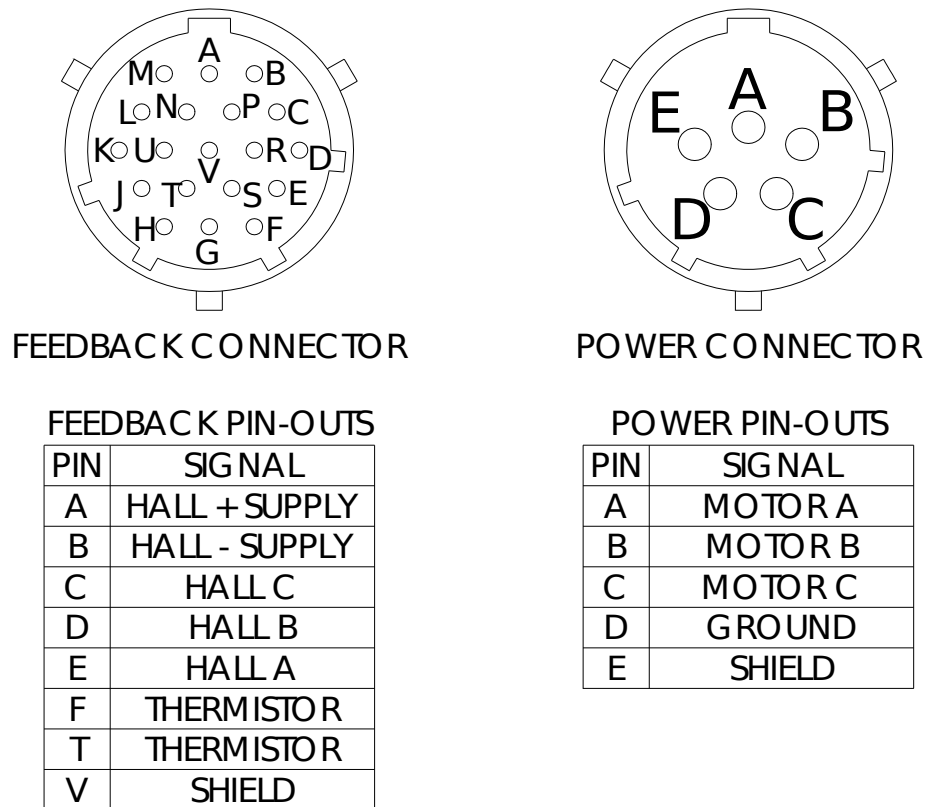 A
M B
L N P C
K U V R D
J T S E
H F
G
FEEDBACK CONNECTOR
FEEDBACK PIN-OUTS
PIN SIGNAL
A HALL + SUPPLY
B HALL - SUPPLY
C HALL C
D HALL B
E HALL A
F THERMISTOR
T THERMISTOR
V SHIELD
A
E B
D C
POWER CONNECTOR
POWER PIN-OUTS
PIN SIGNAL
A MOTOR A
B MOTOR B
C MOTOR C
D GROUND
E SHIELD